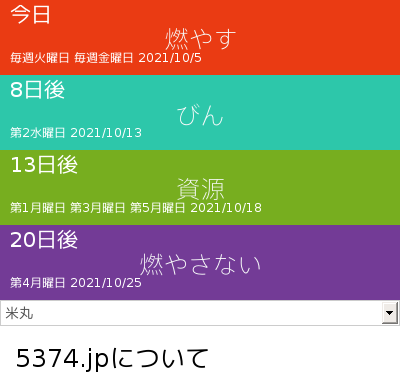 今日
燃やす
毎週火曜日 毎週金曜日 2021/10/5
8日後
びん
第2水曜日 2021/10/13
13日後
資源
第1月曜日 第3月曜日 第5月曜日 2021/10/18
20日後
燃やさない
第4月曜日 2021/10/25
米丸
5374.jpについて